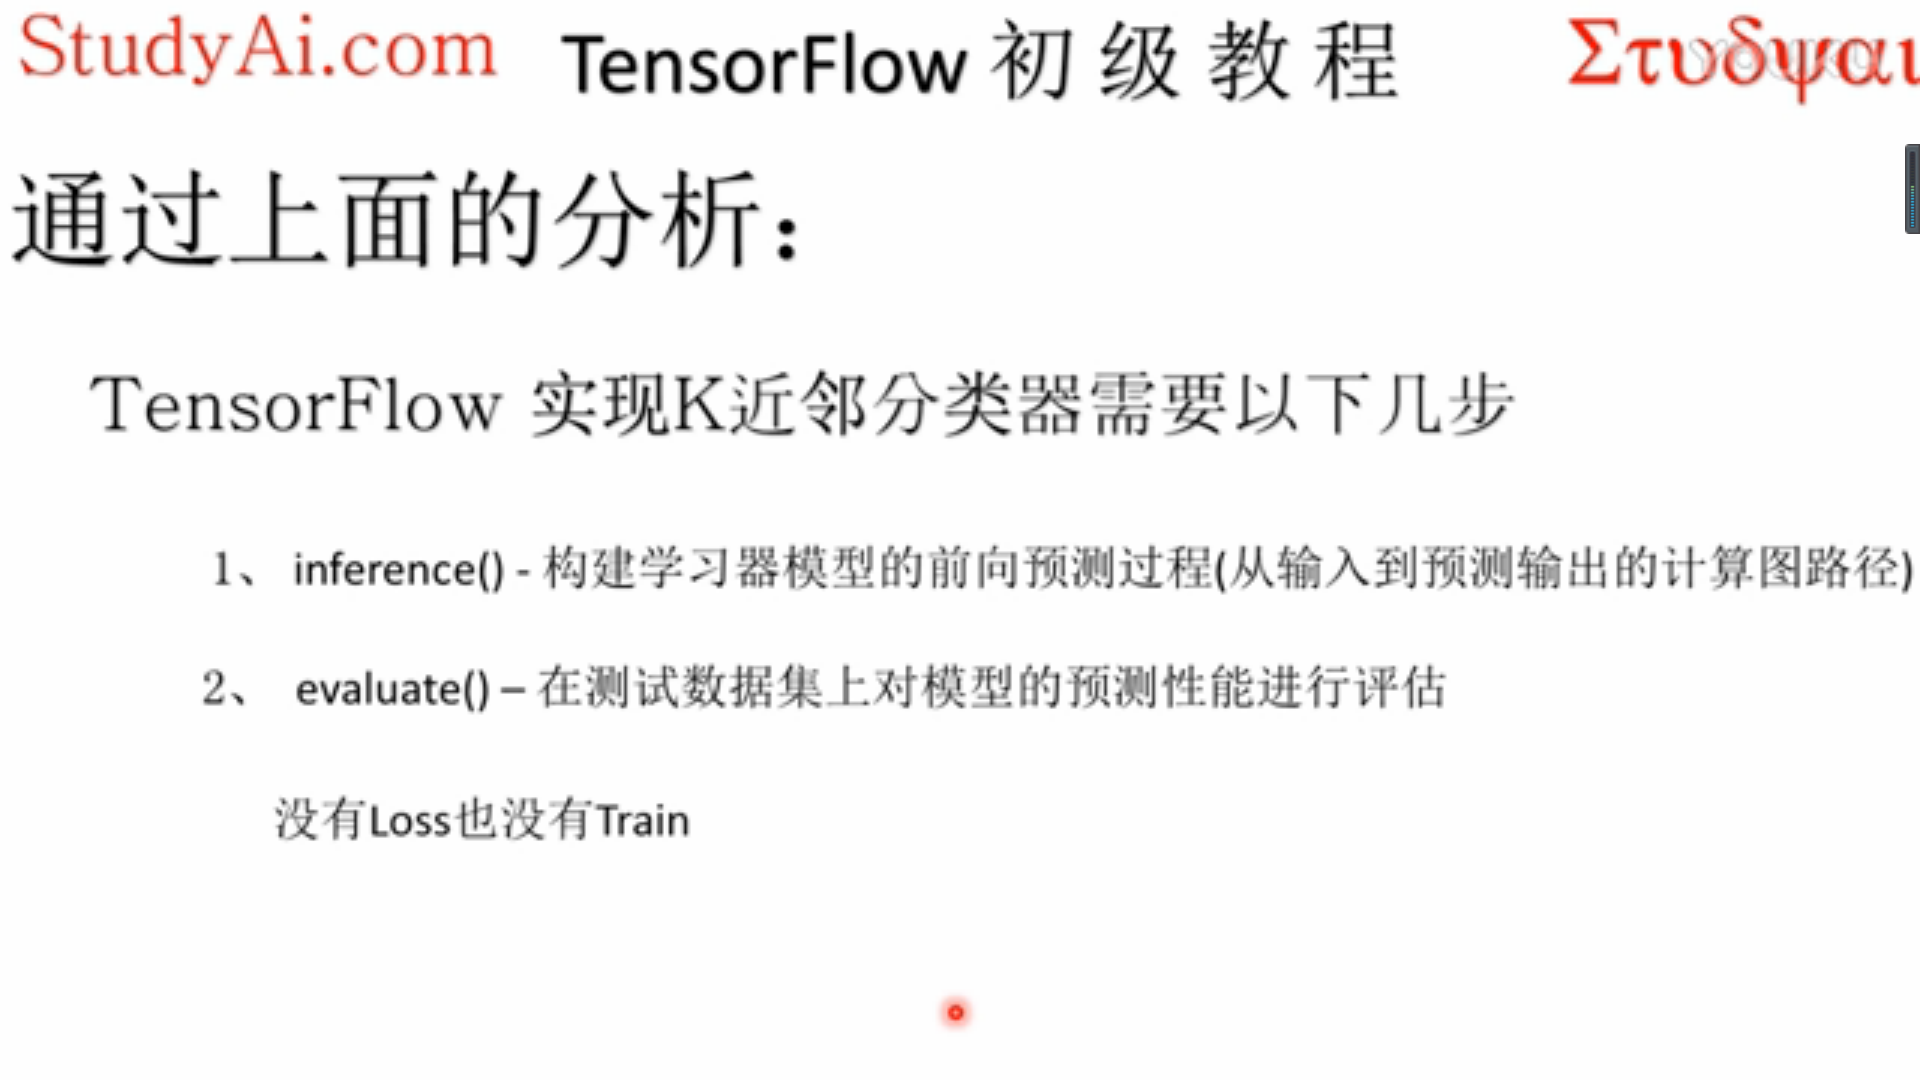 StudyAi.com TensorFlow 初级教程 Στυδψαι
通过上面的分析：
TensorFlow 实现K近邻分类器需要以下几步
1、 inference() - 构建学习器模型的前向预测过程(从输入到预测输出的计算图路径)
2、 evaluate() – 在测试数据集上对模型的预测性能进行评估
没有Loss也没有Train